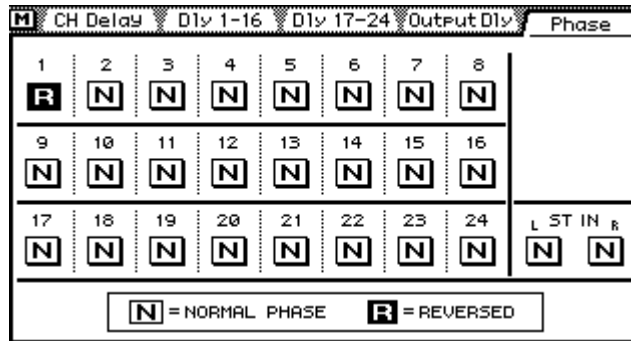 M CH Delay Dly 1-16 Dly 17-24 Output Dly Phase
1 2 3 4 5 6 7 8
R N N N N N N N
9 10 11 12 13 14 15 16
N N N N N N N N
17 18 19 20 21 22 23 24 L ST IN R
N N N N N N N N N N
N = NORMAL PHASE R = REVERSED